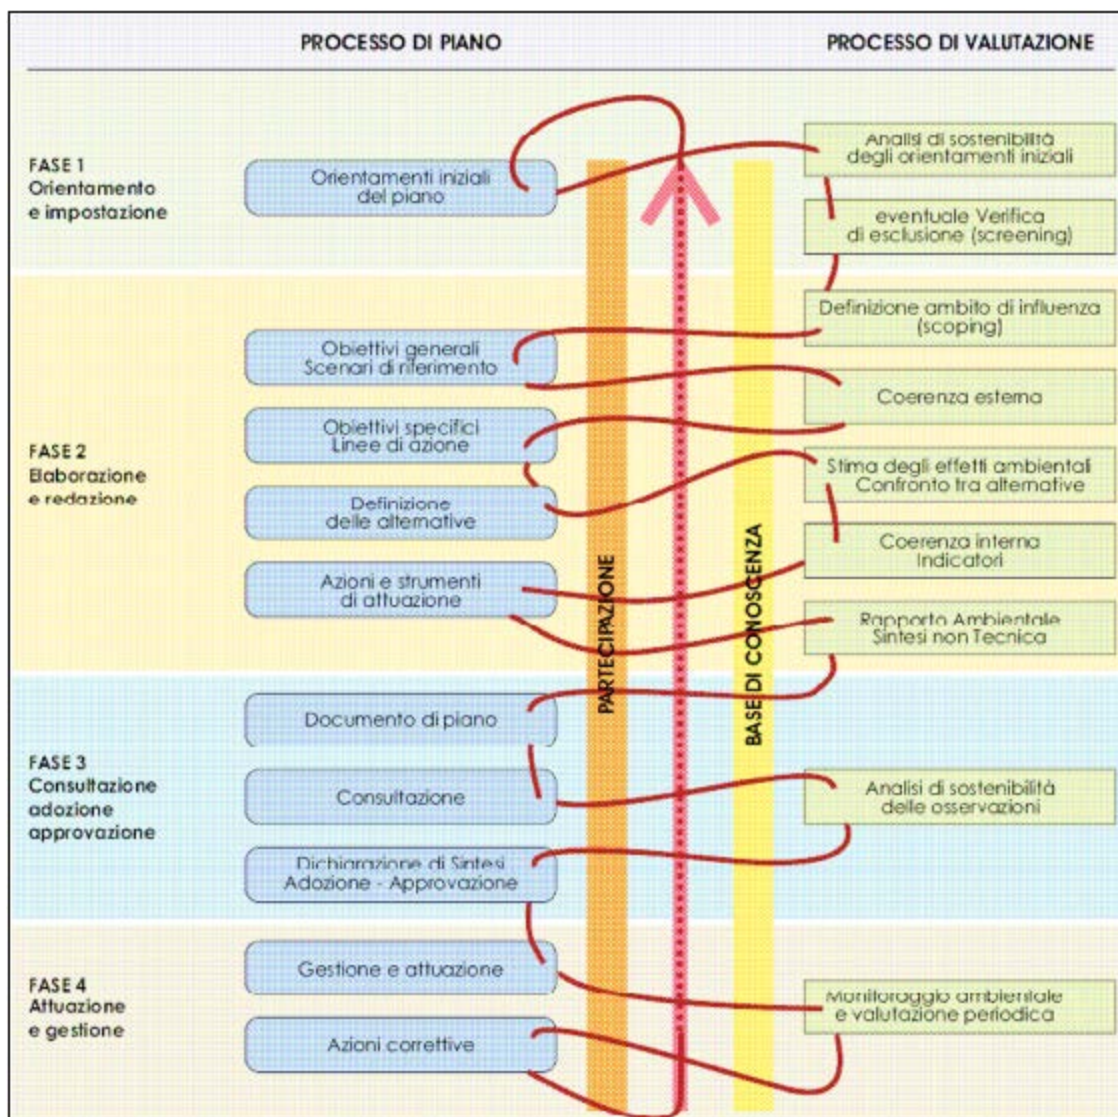 PROCESSO DI PIANO
PROCESSO DI VALUTAZIONE
FASE 1
Orientamento
e impostazione
Orientamenti iniziali
del piano
Analisi di sostenibilità
degli orientamenti iniziali
eventuale Verifica
di esclusione (screening)
FASE 2
Elaborazione
e redazione
Definizione ambito di influenza
(scoping)
Obiettivi generali
Scenari di riferimento
Coerenza esterna
Obiettivi specifici
Linee di azione
Stima degli effetti ambientali
Confronto tra alternative
Definizione
delle alternative
Coerenza interna
Indicatori
Azioni e strumenti
di attuazione
Rapporto Ambientale
Sintesi non Tecnica
PARTECIPAZIONE
BASE DI CONOSCENZA
FASE 3
Consultazione
adozione
approvazione
Documento di piano
Consultazione
Analisi di sostenibilità
delle osservazioni
Dichiarazione di Sintesi
Adozione - Approvazione
FASE 4
Attuazione
e gestione
Gestione e attuazione
Monitoraggio ambientale
e valutazione periodica
Azioni correttive